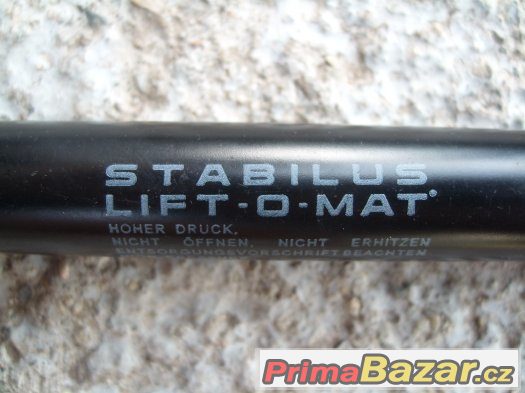 STABILUS
LIFT-O-MAT®
HOHER DRUCK,
NICHT ÖFFNEN, NICHT ERHITZEN
ENTSORGUNGSVORSCHRIFT BEACHTEN
PrimaBazar.cz